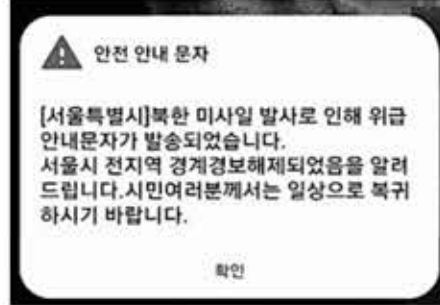 안전 안내 문자
[서울특별시]북한 미사일 발사로 인해 위급
안내문자가 발송되었습니다.
서울시 전지역 경계경보해제되었음을 알려
드립니다.시민여러분께서는 일상으로 복귀
하시기 바랍니다.
확인